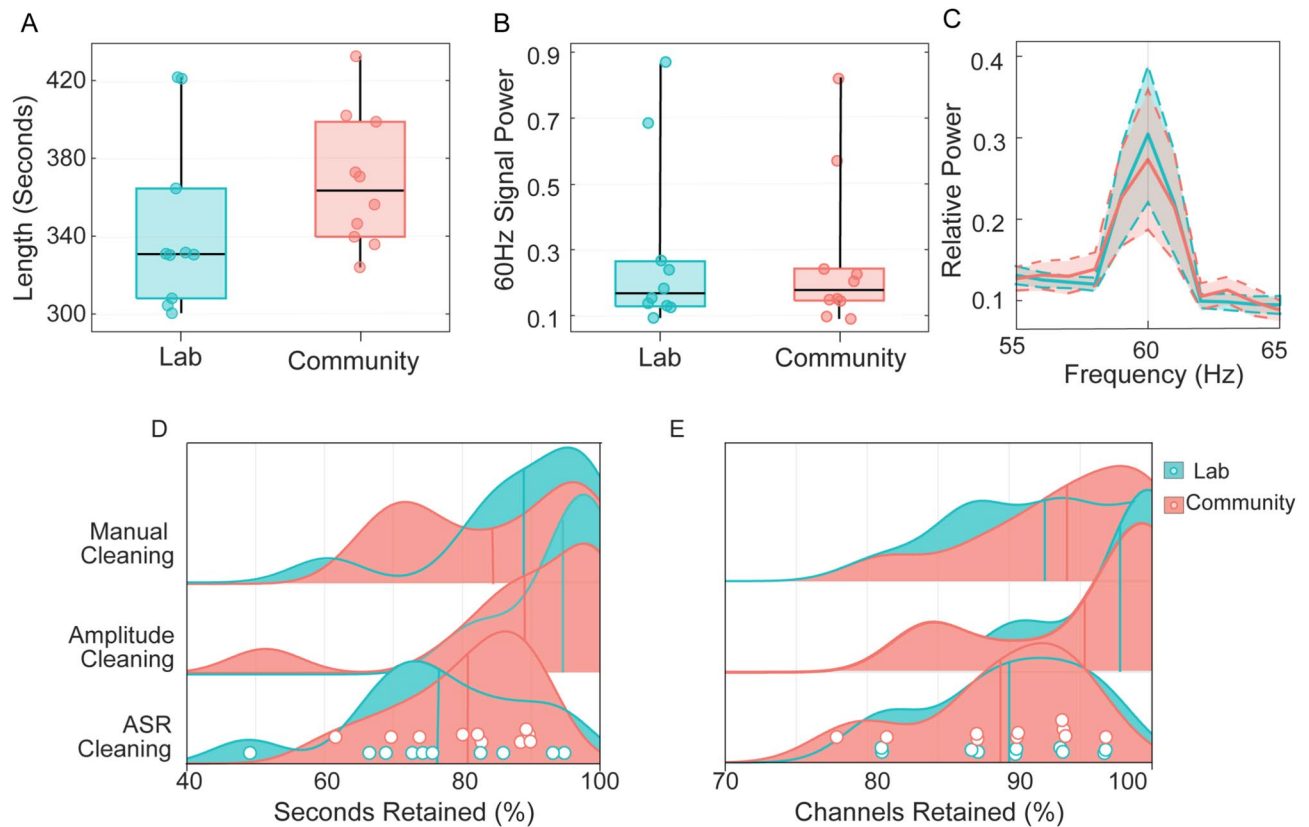 A
Length (Seconds)
420
380
340
300
Lab
Community
B
60Hz Signal Power
0.9
0.7
0.5
0.3
0.1
Lab
Community
C
Relative Power
0.4
0.3
0.2
0.1
55
60
65
Frequency (Hz)
D
Manual
Cleaning
Amplitude
Cleaning
ASR
Cleaning
40
60
80
100
Seconds Retained (%)
E
70
80
90
100
Channels Retained (%)
Lab
Community